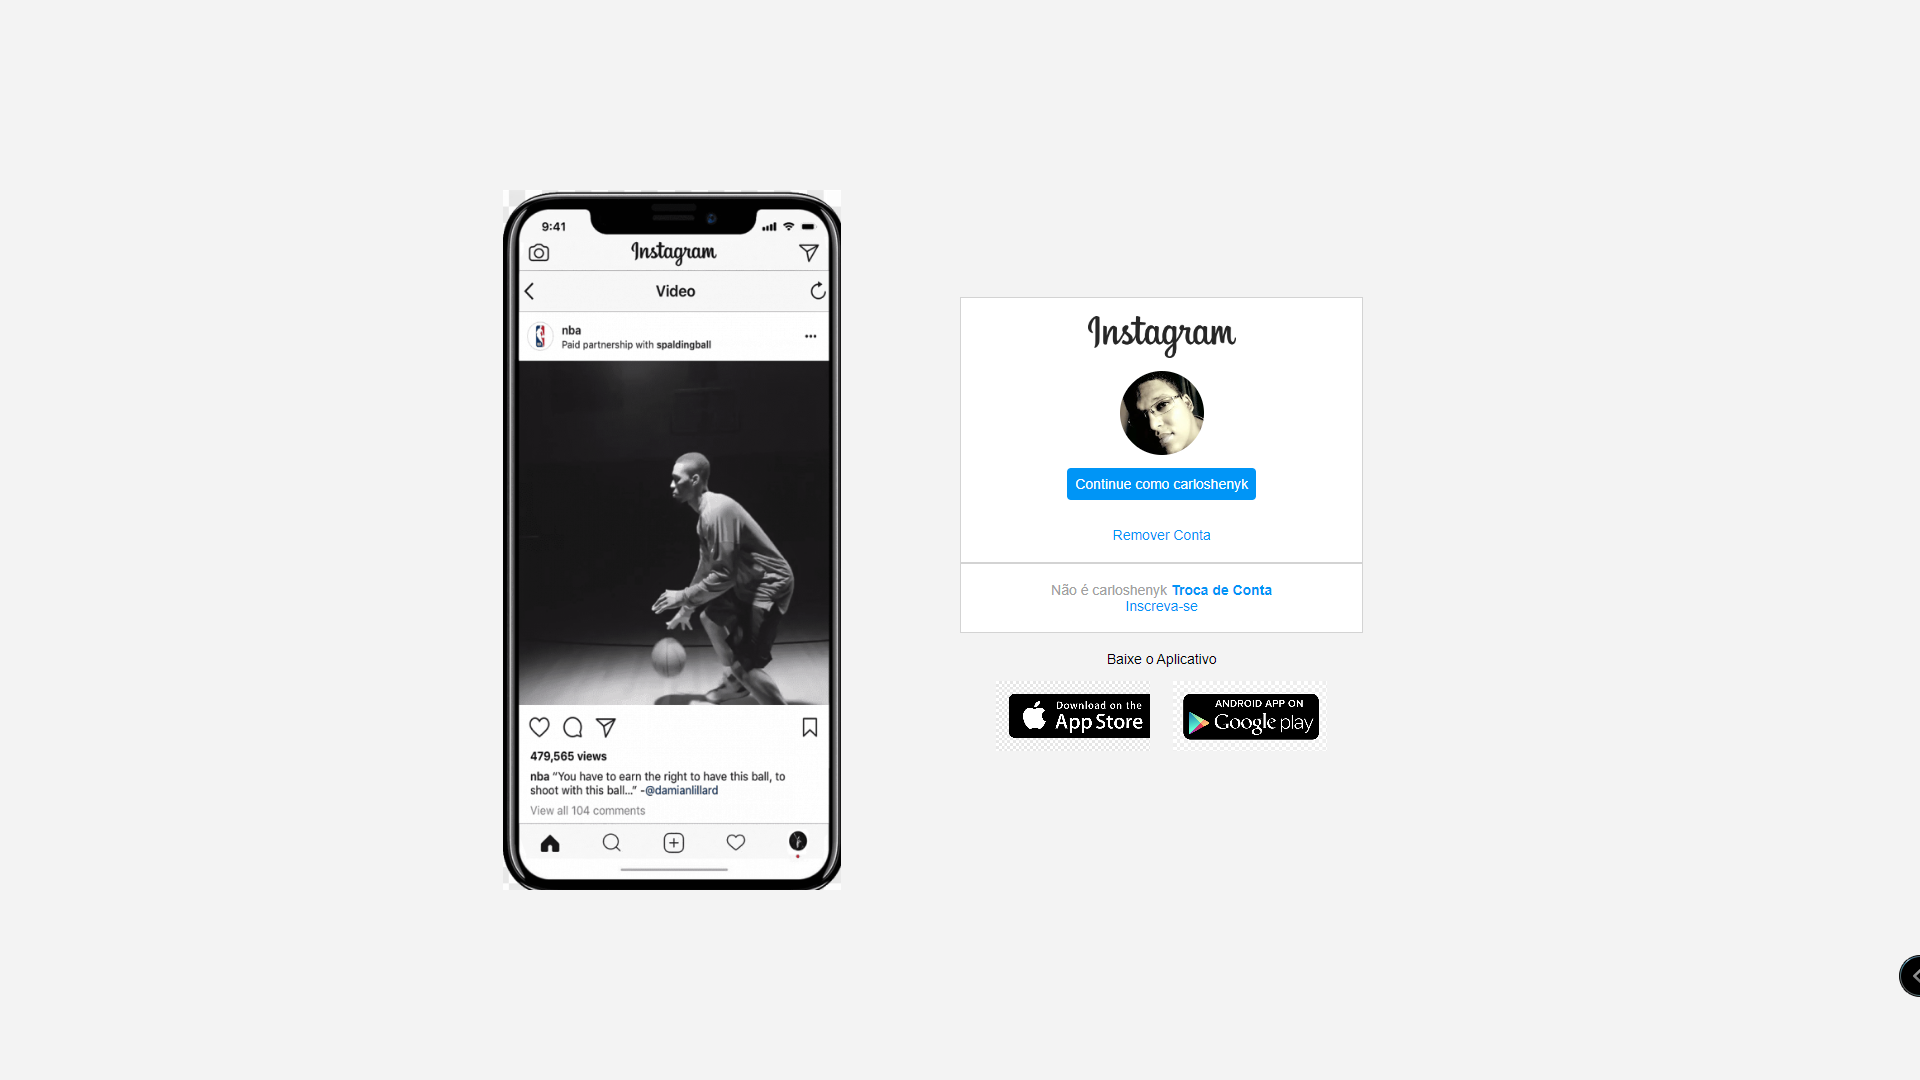 9:41
Instagram
Video
nba
Paid partnership with spaldingball
479,565 views
nba “You have to earn the right to have this ball, to
shoot with this ball...” -@damianlillard
View all 104 comments
Instagram
Continue como carloshenyk
Remover Conta
Não é carloshenyk Troca de Conta
Inscreva-se
Baixe o Aplicativo
Download on the
App Store
ANDROID APP ON
Google play